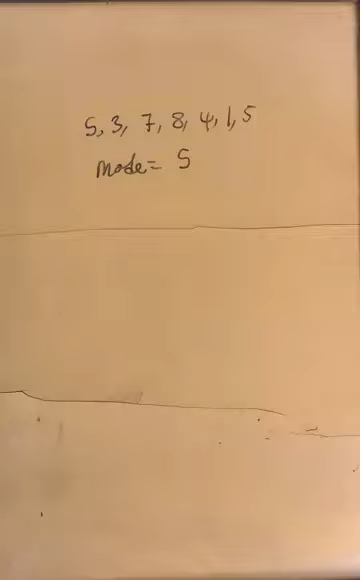 5, 3, 7, 8, 4, 1, 5
mode = 5